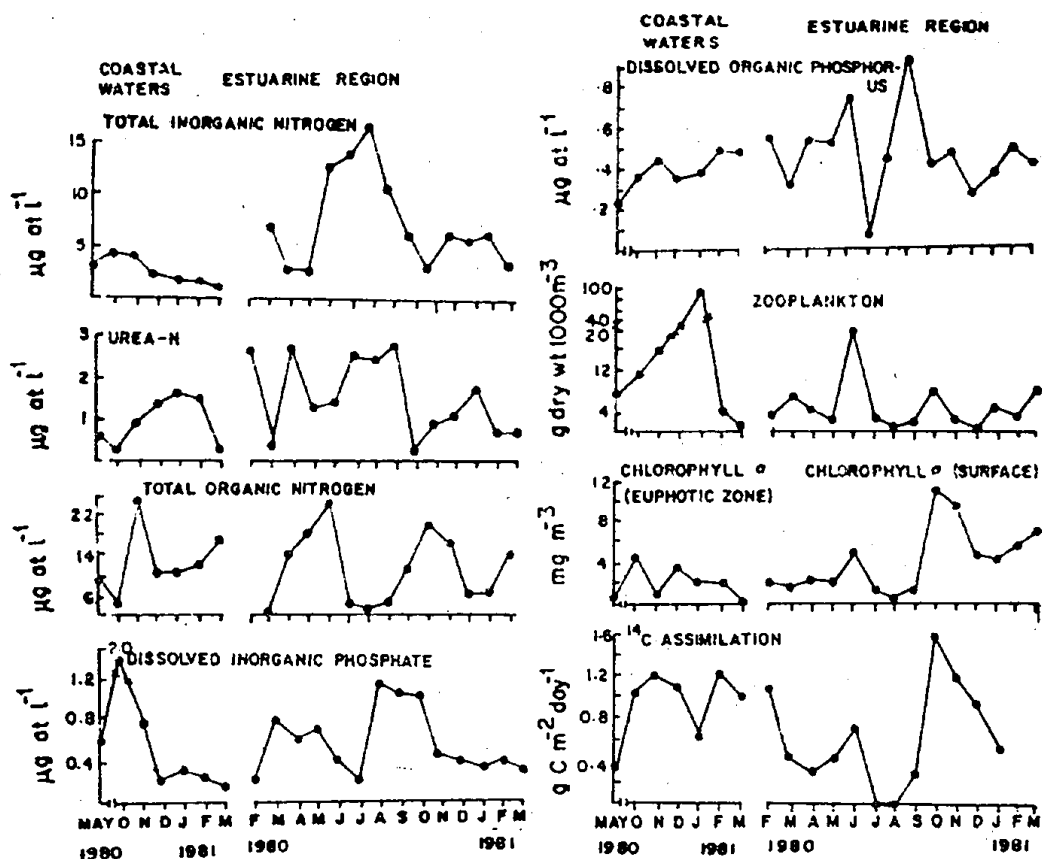 COASTAL WATERS
ESTUARINE REGION
TOTAL INORGANIC NITROGEN
15
10
5
µg at l⁻¹
UREA-N
3
2
1
µg at l⁻¹
TOTAL ORGANIC NITROGEN
22
14
6
µg at l⁻¹
DISSOLVED INORGANIC PHOSPHATE
1.2
0.8
0.4
µg at l⁻¹
MAY O N D J F M
F M A M J J A S O N D J F M
1980 1981
1980 1981
COASTAL WATERS
ESTUARINE REGION
DISSOLVED ORGANIC PHOSPHOR-
US
.8
.6
.4
.2
µg at l⁻¹
ZOOPLANKTON
100
40
20
12
4
g dry wt 1000m⁻³
CHLOROPHYLL a (EUPHOTIC ZONE)
CHLOROPHYLL a (SURFACE)
12
8
4
mg m⁻³
¹⁴C ASSIMILATION
1.6
1.2
0.8
0.4
g C m⁻² day⁻¹
MAY O N D J F M
F M A M J J A S O N D J F M
1980 1981
1980 1981